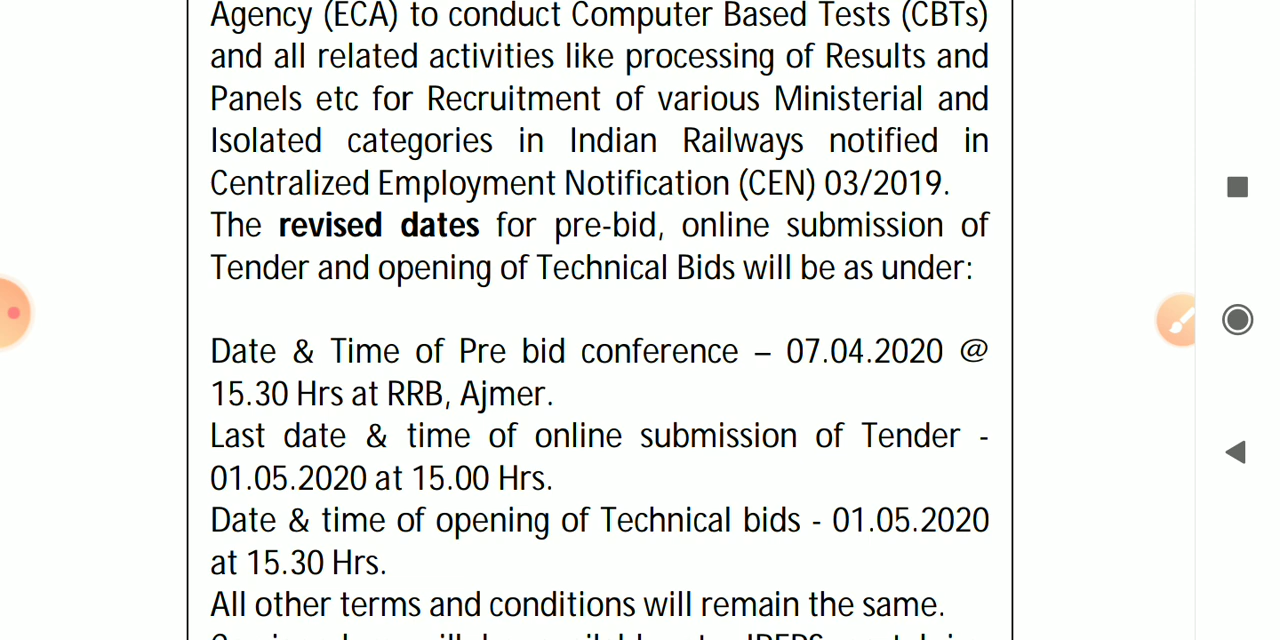 Agency (ECA) to conduct Computer Based Tests (CBTs)
and all related activities like processing of Results and
Panels etc for Recruitment of various Ministerial and
Isolated categories in Indian Railways notified in
Centralized Employment Notification (CEN) 03/2019.
The revised dates for pre-bid, online submission of
Tender and opening of Technical Bids will be as under:
Date & Time of Pre bid conference – 07.04.2020 @
15.30 Hrs at RRB, Ajmer.
Last date & time of online submission of Tender -
01.05.2020 at 15.00 Hrs.
Date & time of opening of Technical bids - 01.05.2020
at 15.30 Hrs.
All other terms and conditions will remain the same.